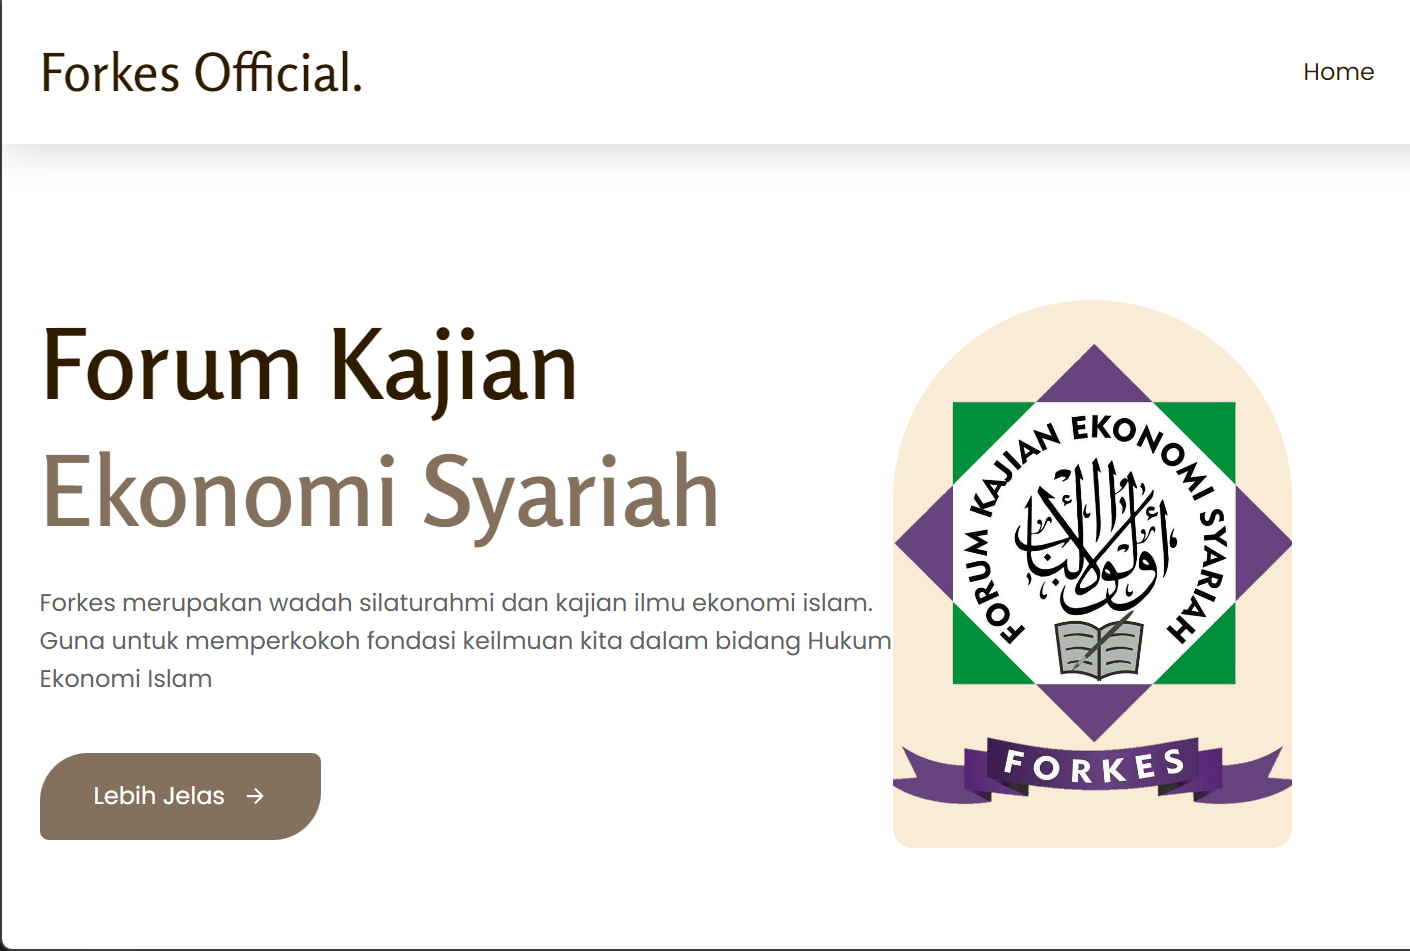 Forkes Official.
Home
Forum Kajian
Ekonomi Syariah
Forkes merupakan wadah silaturahmi dan kajian ilmu ekonomi islam.
Guna untuk memperkokoh fondasi keilmuan kita dalam bidang Hukum
Ekonomi Islam
Lebih Jelas →
FORUM KAJIAN EKONOMI SYARIAH
أولو الألباب
FORKES